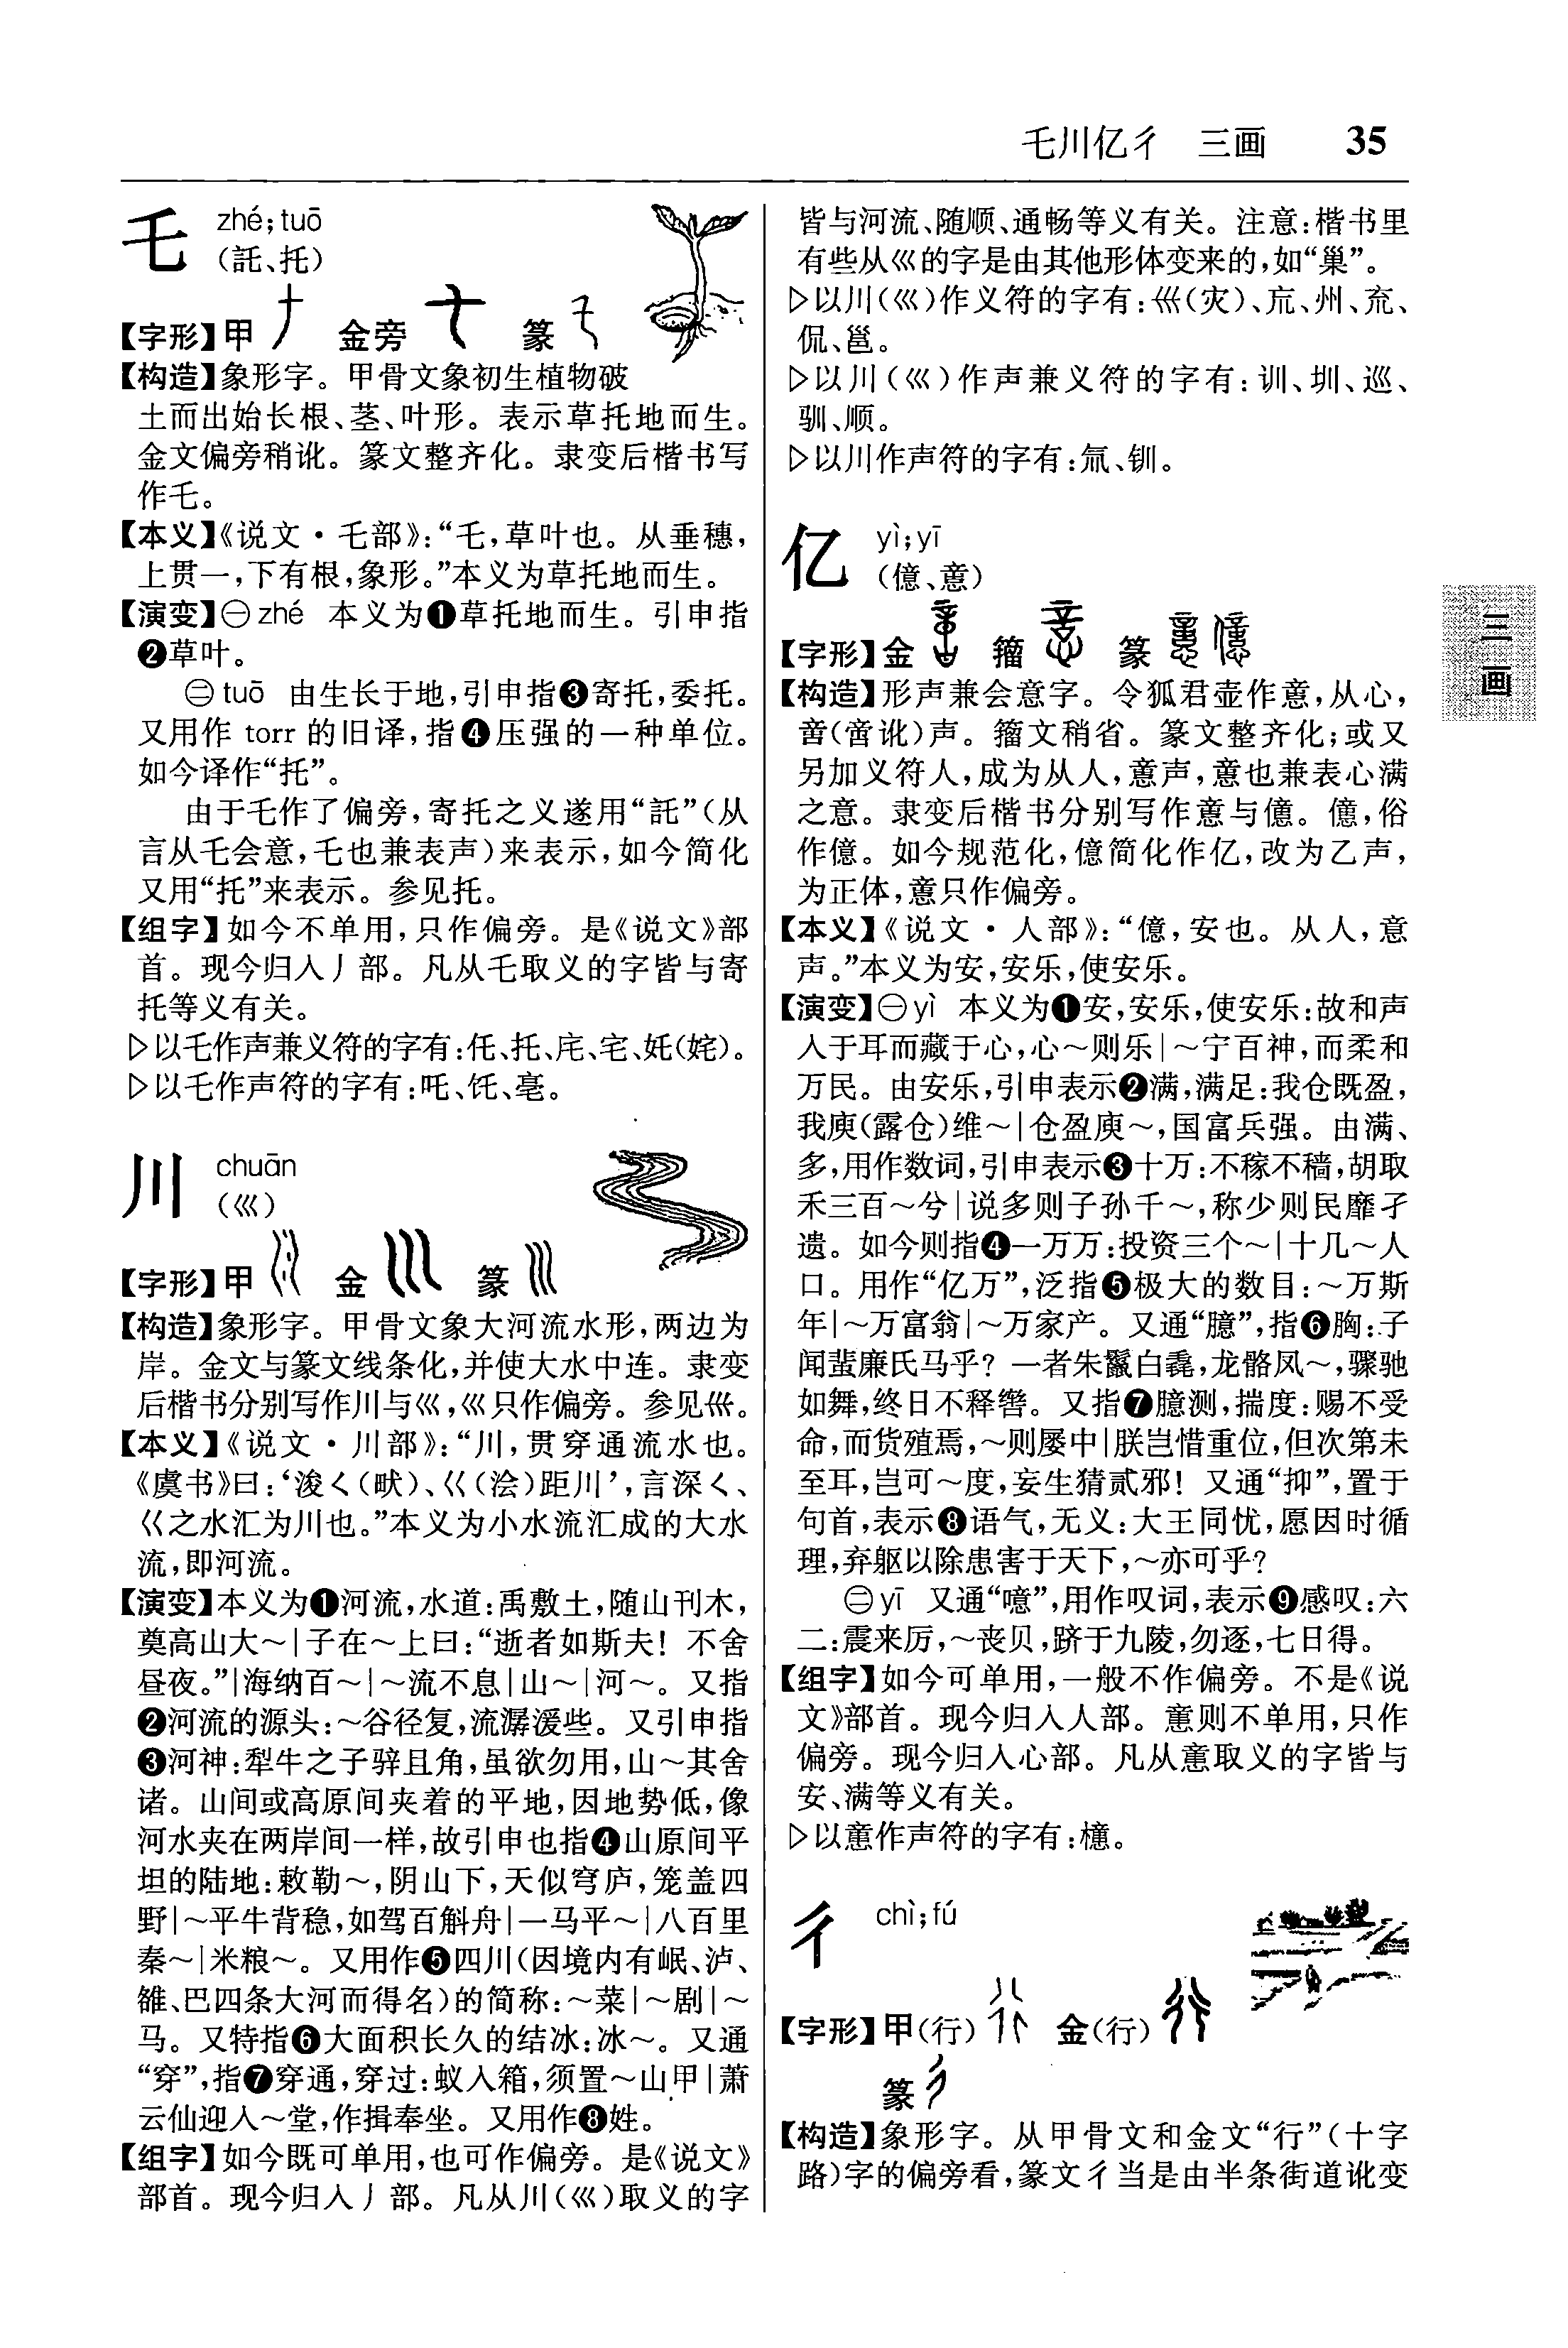 乇川亿彳 三画 35
乇 zhé;tuō
(託、托)
【字形】甲 金旁 篆
【构造】象形字。甲骨文象初生植物破
土而出始长根、茎、叶形。表示草托地而生。
金文偏旁稍讹。篆文整齐化。隶变后楷书写
作乇。
【本义】《说文·乇部》:“乇,草叶也。从垂穗,
上贯一,下有根,象形。”本义为草托地而生。
【演变】㊀zhé 本义为❶草托地而生。引申指
❷草叶。
㊁tuō 由生长于地,引申指❸寄托,委托。
又用作 torr 的旧译,指❹压强的一种单位。
如今译作“托”。
由于乇作了偏旁,寄托之义遂用“託”(从
言从乇会意,乇也兼表声)来表示,如今简化
又用“托”来表示。参见托。
【组字】如今不单用,只作偏旁。是《说文》部
首。现今归入丿部。凡从乇取义的字皆与寄
托等义有关。
▷以乇作声兼义符的字有:仛、托、㡯、宅、妊(姹)。
▷以乇作声符的字有:吒、饦、亳。
川 chuān
(巛)
【字形】甲 金 篆
【构造】象形字。甲骨文象大河流水形,两边为
岸。金文与篆文线条化,并使大水中连。隶变
后楷书分别写作川与巛,巛只作偏旁。参见巛。
【本义】《说文·川部》:“川,贯穿通流水也。
《虞书》曰:‘浚く(畎)、巜(浍)距川’,言深く、
巜之水汇为川也。”本义为小水流汇成的大水
流,即河流。
【演变】本义为❶河流,水道:禹敷土,随山刊木,
奠高山大～|子在～上曰:“逝者如斯夫!不舍
昼夜。”|海纳百～|～流不息|山～|河～。又指
❷河流的源头:～谷径复,流潺湲些。又引申指
❸河神:犁牛之子骍且角,虽欲勿用,山～其舍
诸。山间或高原间夹着的平地,因地势低,像
河水夹在两岸间一样,故引申也指❹山原间平
坦的陆地:敕勒～,阴山下,天似穹庐,笼盖四
野|～平牛背稳,如驾百斛舟|一马平～|八百里
秦～|米粮～。又用作❺四川(因境内有岷、泸、
雒、巴四条大河而得名)的简称:～菜|～剧|～
马。又特指❻大面积长久的结冰:冰～。又通
“穿”,指❼穿通,穿过:蚁入箱,须置～山甲|萧
云仙迎入～堂,作揖奉坐。又用作❽姓。
【组字】如今既可单用,也可作偏旁。是《说文》
部首。现今归入丿部。凡从川(巛)取义的字
皆与河流、随顺、通畅等义有关。注意:楷书里
有些从巛的字是由其他形体变来的,如“巢”。
▷以川(巛)作义符的字有:𡿧(灾)、巟、州、㐬、
侃、邕。
▷以川(巛)作声兼义符的字有:训、圳、巡、
驯、顺。
▷以川作声符的字有:氚、钏。
亿 yì;yī
(億、意)
【字形】金 籀 篆
【构造】形声兼会意字。令狐君壶作啻,从心,
咅(啻讹)声。籀文稍省。篆文整齐化;或又
另加义符人,成为从人,意声,意也兼表心满
之意。隶变后楷书分别写作意与億。億,俗
作億。如今规范化,億简化作亿,改为乙声,
为正体,意只作偏旁。
【本义】《说文·人部》:“億,安也。从人,意
声。”本义为安,安乐,使安乐。
【演变】㊀yì 本义为❶安,安乐,使安乐:故和声
入于耳而藏于心,心～则乐|～宁百神,而柔和
万民。由安乐,引申表示❷满,满足:我仓既盈,
我庾(露仓)维～|仓盈庾～,国富兵强。由满、
多,用作数词,引申表示❸十万:不稼不穑,胡取
禾三百～兮|说多则子孙千～,称少则民靡孑
遗。如今则指❹一万万:投资三个～|十几～人
口。用作“亿万”,泛指❺极大的数目:～万斯
年|～万富翁|～万家产。又通“臆”,指❻胸:子
闻蜚廉氏马乎?一者朱鬣白毳,龙骼凤～,骤驰
如舞,终日不释辔。又指❼臆测,揣度:赐不受
命,而货殖焉,～则屡中|朕岂惜重位,但次第未
至耳,岂可～度,妄生猜贰邪!又通“抑”,置于
句首,表示❽语气,无义:大王同忧,愿因时循
理,弃躯以除患害于天下,～亦可乎?
㊁yī 又通“噫”,用作叹词,表示❾感叹:六
二:震来厉,～丧贝,跻于九陵,勿逐,七日得。
【组字】如今可单用,一般不作偏旁。不是《说
文》部首。现今归入人部。意则不单用,只作
偏旁。现今归入心部。凡从意取义的字皆与
安、满等义有关。
▷以意作声符的字有:檍。
彳 chì;fú
【字形】甲(行) 金(行)
篆
【构造】象形字。从甲骨文和金文“行”(十字
路)字的偏旁看,篆文彳当是由半条街道讹变
三画